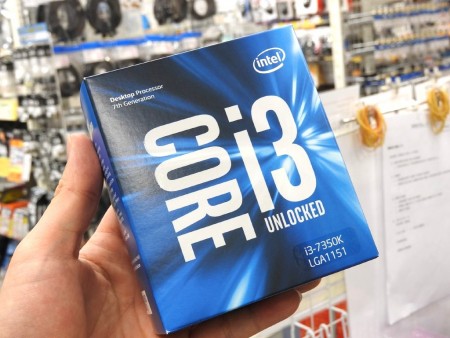 intel
Desktop Processor
7th Generation
CORE
i3
UNLOCKED
i3-7350K
LGA1151